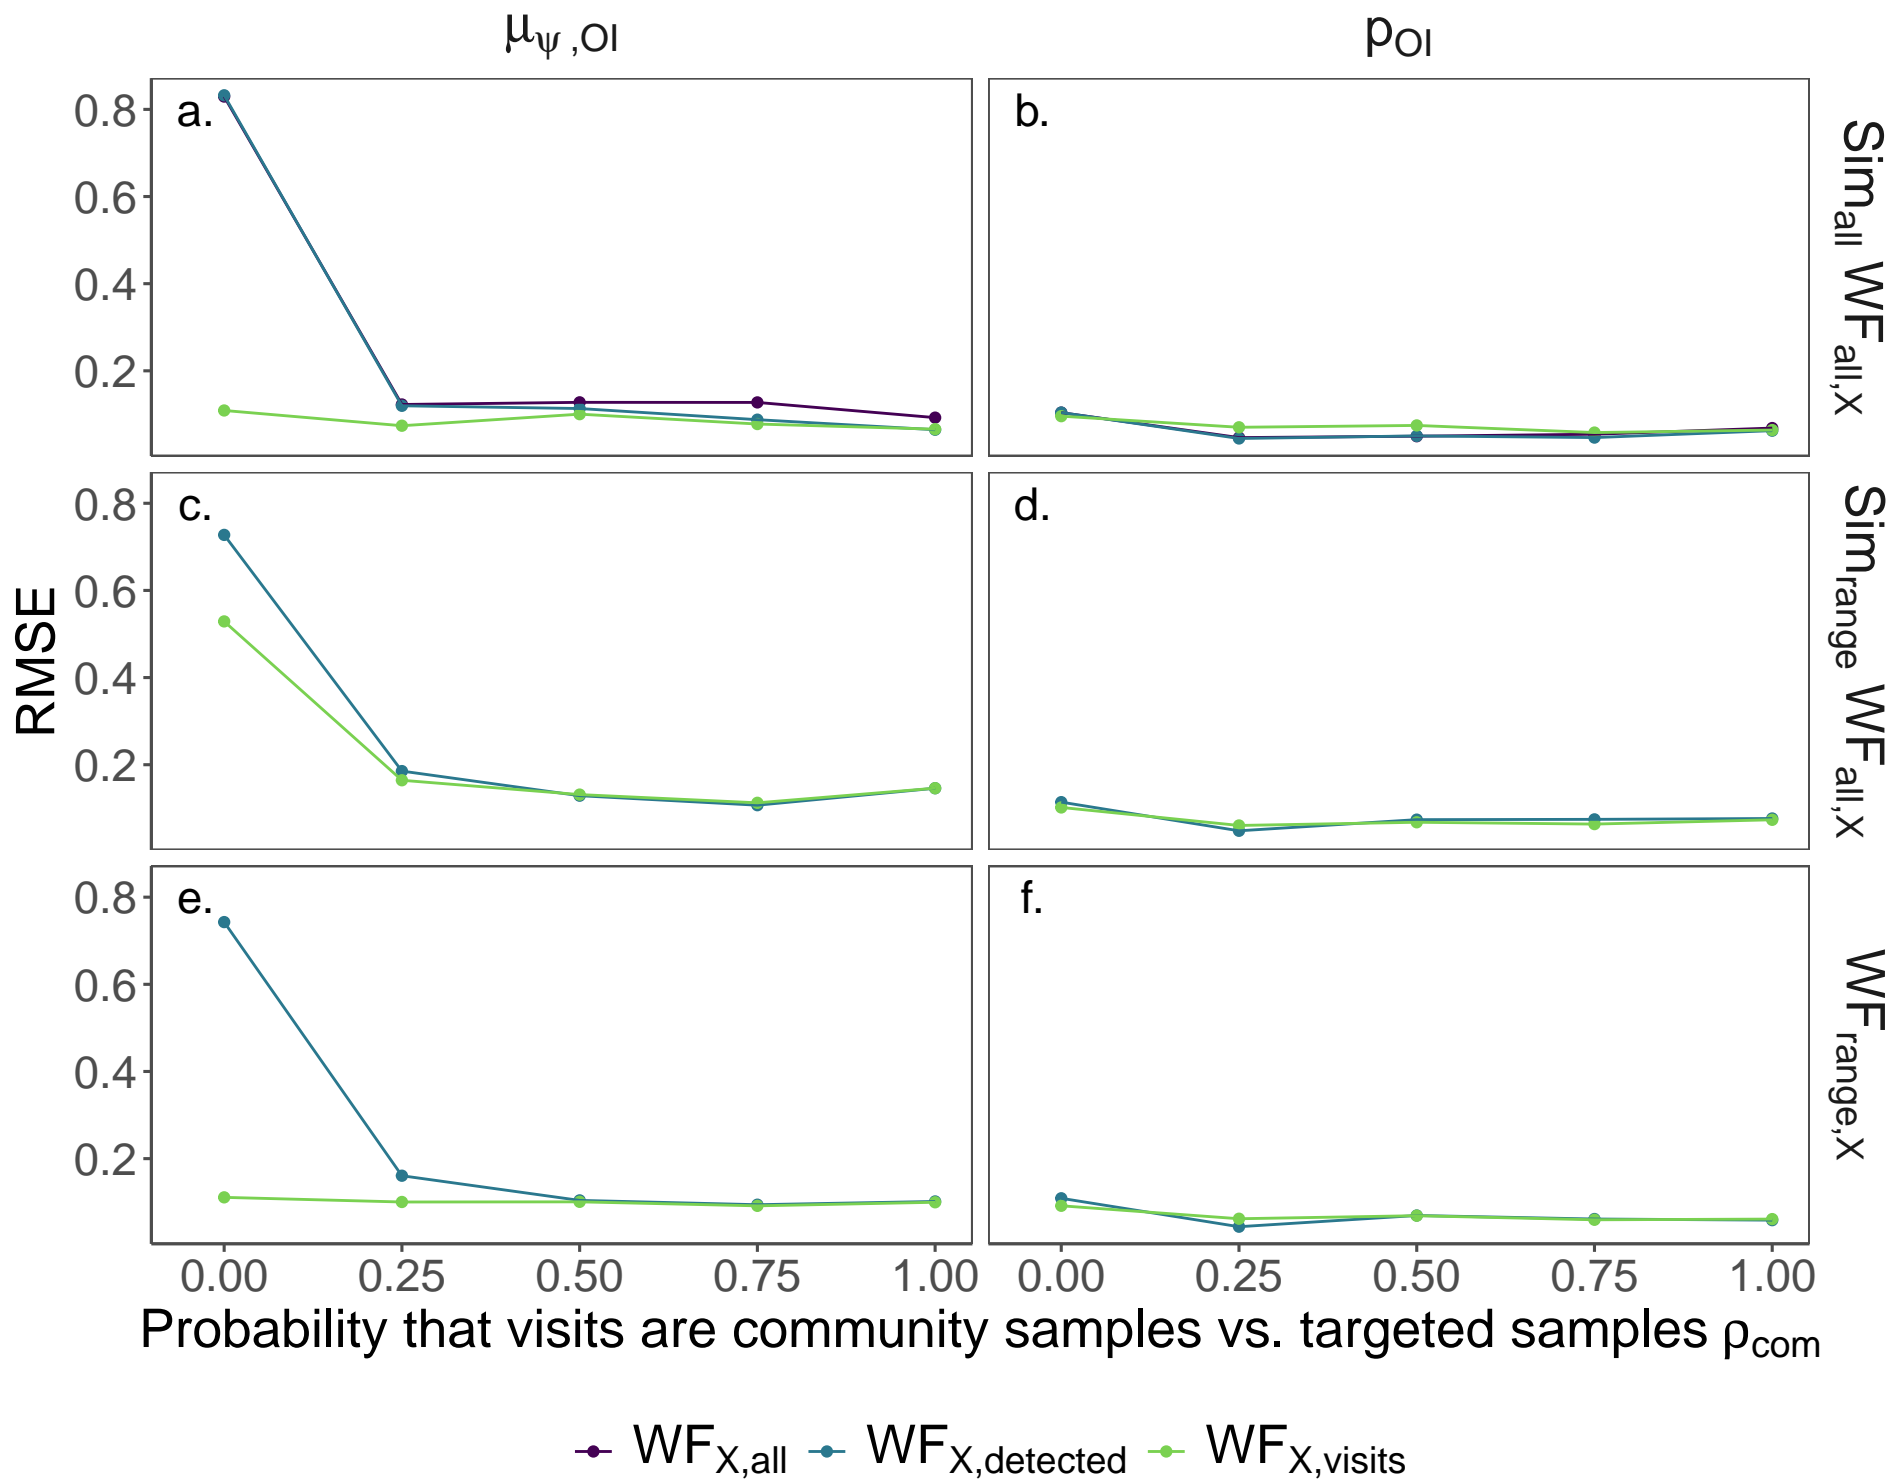 μψ,OI
pOI
a.
b.
0.8
0.6
0.4
0.2
Simall WFall,X
c.
d.
0.8
0.6
0.4
0.2
Simrange WFall,X
RMSE
e.
f.
0.8
0.6
0.4
0.2
WFrange,X
0.00 0.25 0.50 0.75 1.00
0.00 0.25 0.50 0.75 1.00
Probability that visits are community samples vs. targeted samples ρcom
WFX,all WFX,detected WFX,visits